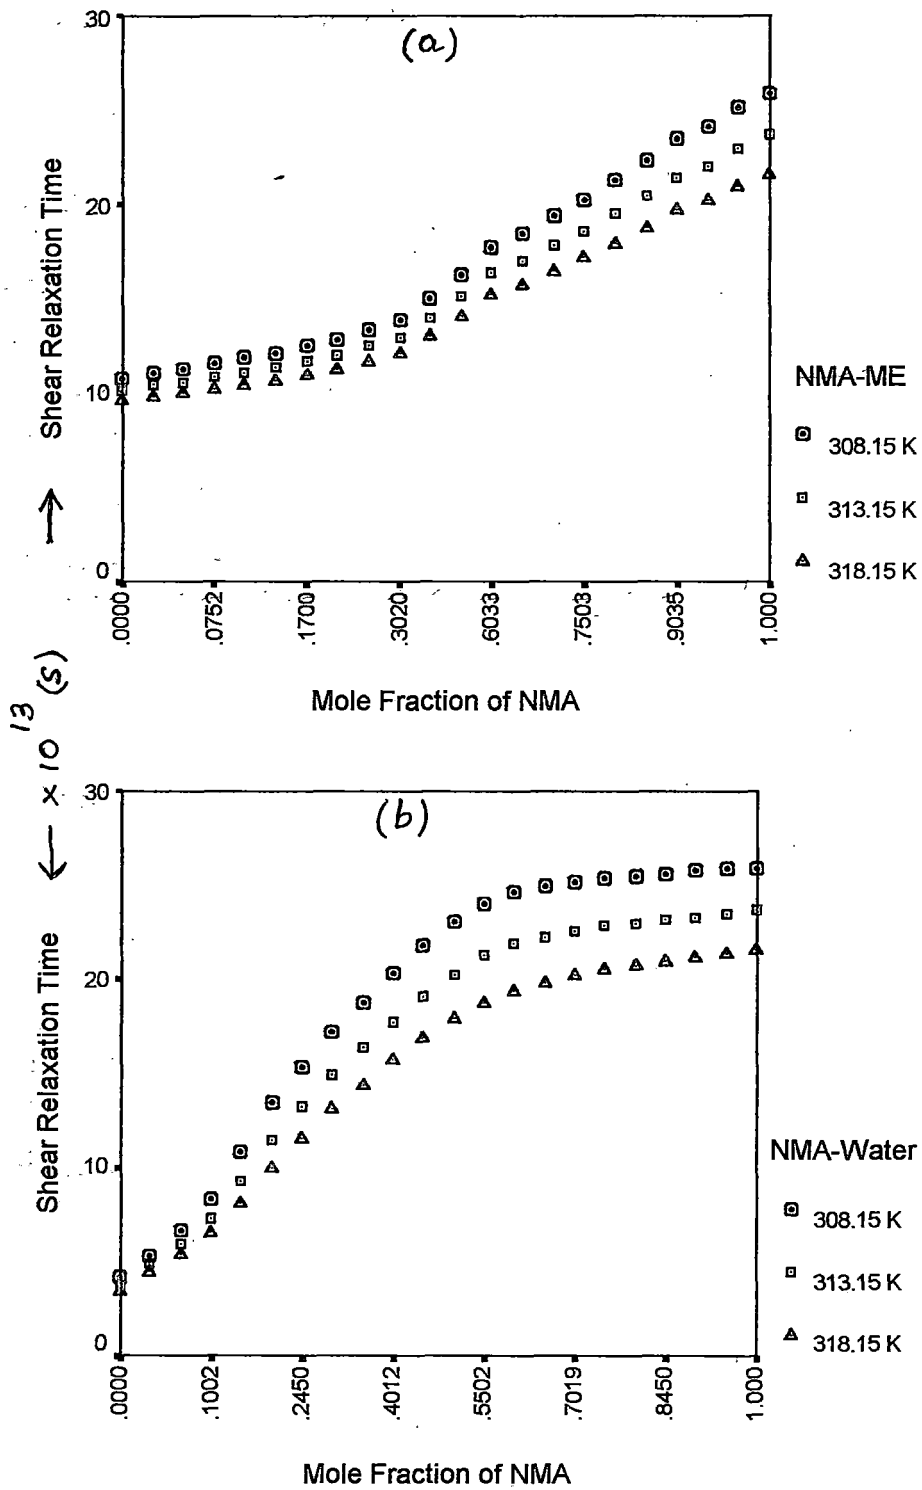 (a)
30
20
10
0
Shear Relaxation Time
→
.0000
.0752
.1700
.3020
.6033
.7503
.9035
1.000
Mole Fraction of NMA
NMA-ME
308.15 K
313.15 K
318.15 K
← × 10 13 (s)
(b)
30
20
10
0
Shear Relaxation Time
.0000
.1002
.2450
.4012
.5502
.7019
.8450
1.000
Mole Fraction of NMA
NMA-Water
308.15 K
313.15 K
318.15 K